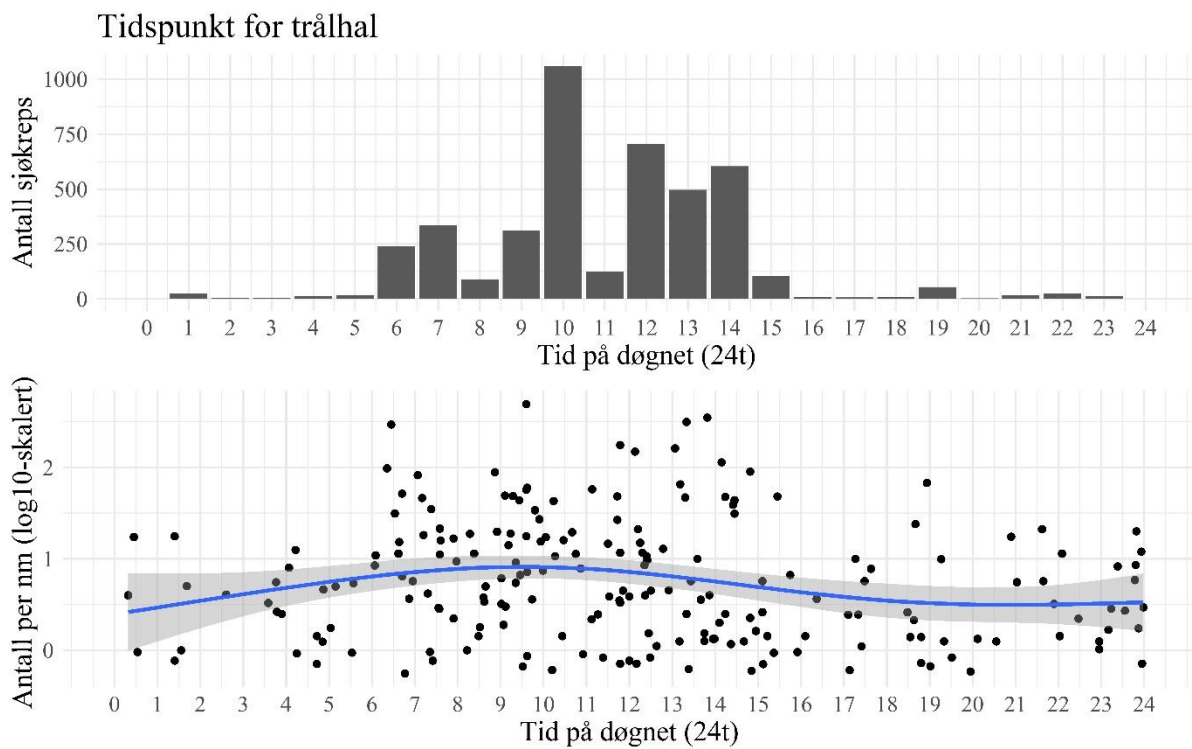 Tidspunkt for trålhal
Antall sjøkreps
1000
750
500
250
0
0 1 2 3 4 5 6 7 8 9 10 11 12 13 14 15 16 17 18 19 20 21 22 23 24
Tid på døgnet (24t)
Antall per nm (log10-skalert)
2
1
0
0 1 2 3 4 5 6 7 8 9 10 11 12 13 14 15 16 17 18 19 20 21 22 23 24
Tid på døgnet (24t)